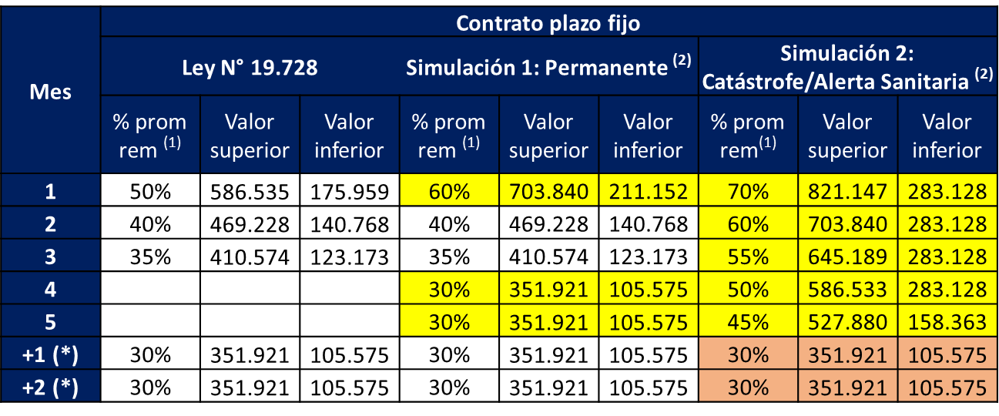 Contrato plazo fijo
Mes
Ley N° 19.728
Simulación 1: Permanente (2)
Simulación 2:
Catástrofe/Alerta Sanitaria (2)
% prom
rem (1)
Valor
superior
Valor
inferior
% prom
rem (1)
Valor
superior
Valor
inferior
% prom
rem(1)
Valor
superior
Valor
inferior
1 50% 586.535 175.959 60% 703.840 211.152 70% 821.147 283.128
2 40% 469.228 140.768 40% 469.228 140.768 60% 703.840 283.128
3 35% 410.574 123.173 35% 410.574 123.173 55% 645.189 283.128
4 30% 351.921 105.575 50% 586.533 283.128
5 30% 351.921 105.575 45% 527.880 158.363
+1 (*) 30% 351.921 105.575 30% 351.921 105.575 30% 351.921 105.575
+2 (*) 30% 351.921 105.575 30% 351.921 105.575 30% 351.921 105.575